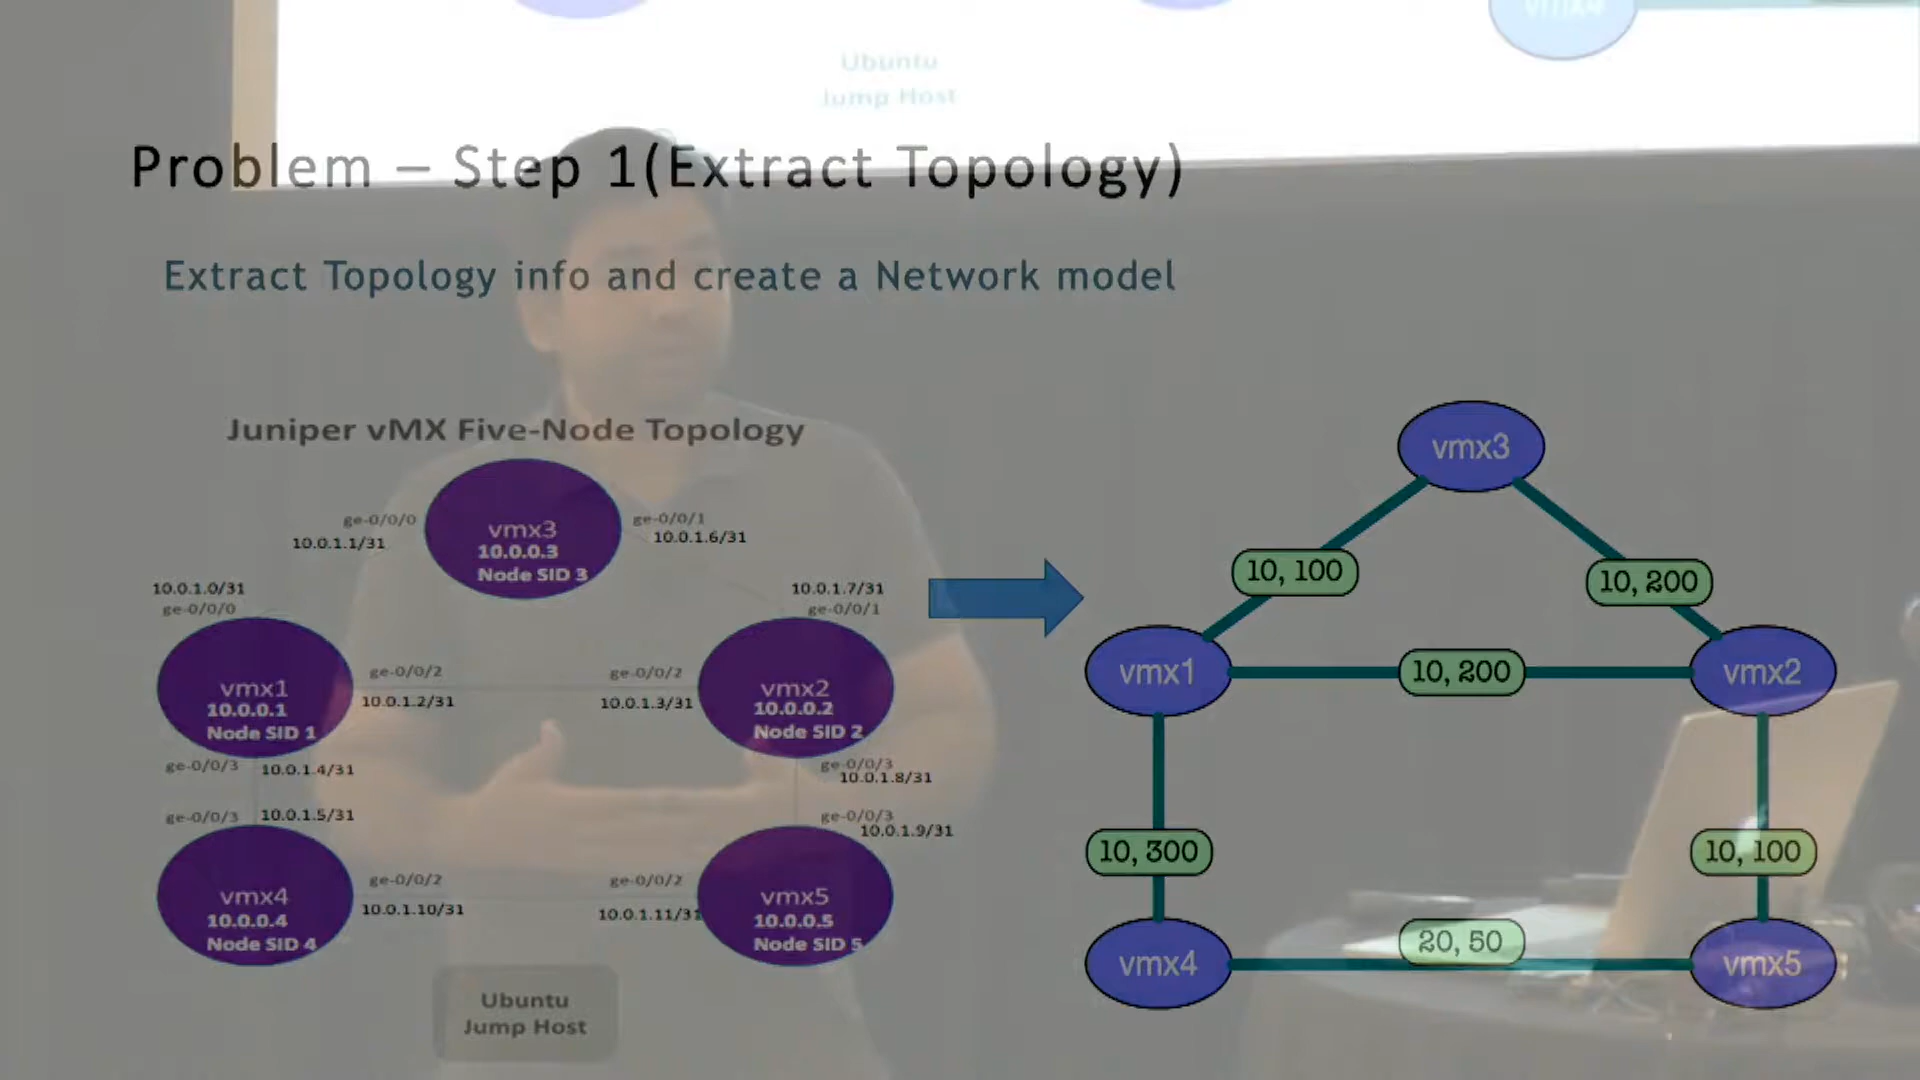 vmx4
Ubuntu
Jump Host
Problem – Step 1(Extract Topology)
Extract Topology info and create a Network model
Juniper vMX Five-Node Topology
ge-0/0/0
10.0.1.1/31
vmx3
10.0.0.3
Node SID 3
ge-0/0/1
10.0.1.6/31
10.0.1.0/31
ge-0/0/0
10.0.1.7/31
ge-0/0/1
vmx1
10.0.0.1
Node SID 1
ge-0/0/2
10.0.1.2/31
ge-0/0/2
10.0.1.3/31
vmx2
10.0.0.2
Node SID 2
ge-0/0/3
10.0.1.4/31
ge-0/0/3
10.0.1.8/31
ge-0/0/3
10.0.1.5/31
ge-0/0/3
10.0.1.9/31
vmx4
10.0.0.4
Node SID 4
ge-0/0/2
10.0.1.10/31
ge-0/0/2
10.0.1.11/31
vmx5
10.0.0.5
Node SID 5
Ubuntu
Jump Host
vmx3
10, 100
10, 200
vmx1
10, 200
vmx2
10, 300
10, 100
vmx4
20, 50
vmx5